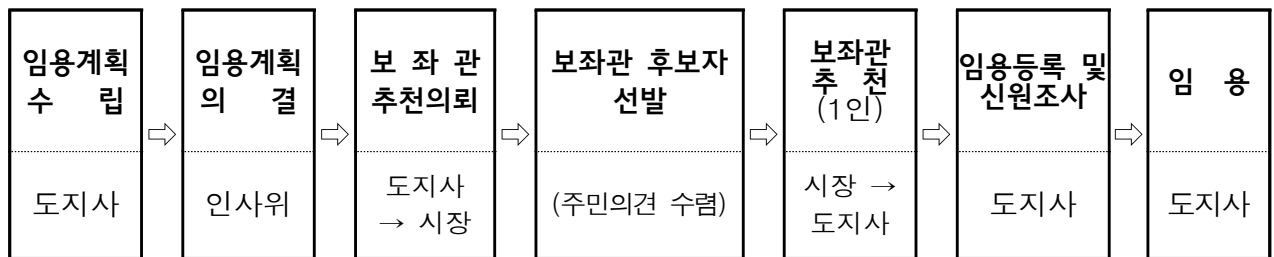 임용계획
수 립
도지사
⇨
임용계획
의 결
인사위
⇨
보 좌 관
추천의뢰
도지사
→ 시장
⇨
보좌관 후보자
선발
(주민의견 수렴)
⇨
보좌관
추 천
(1인)
시장 →
도지사
⇨
임용등록 및
신원조사
도지사
⇨
임 용
도지사